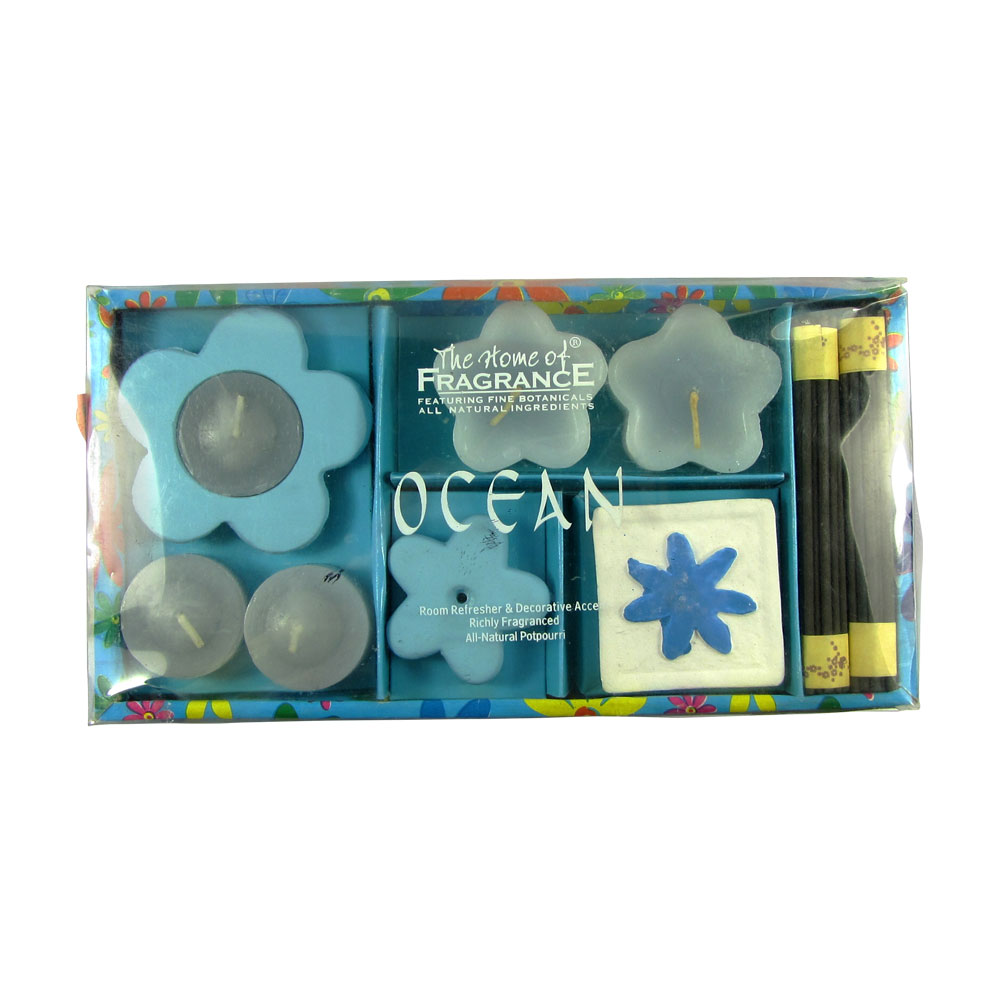 The Home of®
FRAGRANCE
FEATURING FINE BOTANICALS
ALL NATURAL INGREDIENTS
OCEAN
Room Refresher & Decorative Acce
Richly Fragranced
All-Natural Potpourri